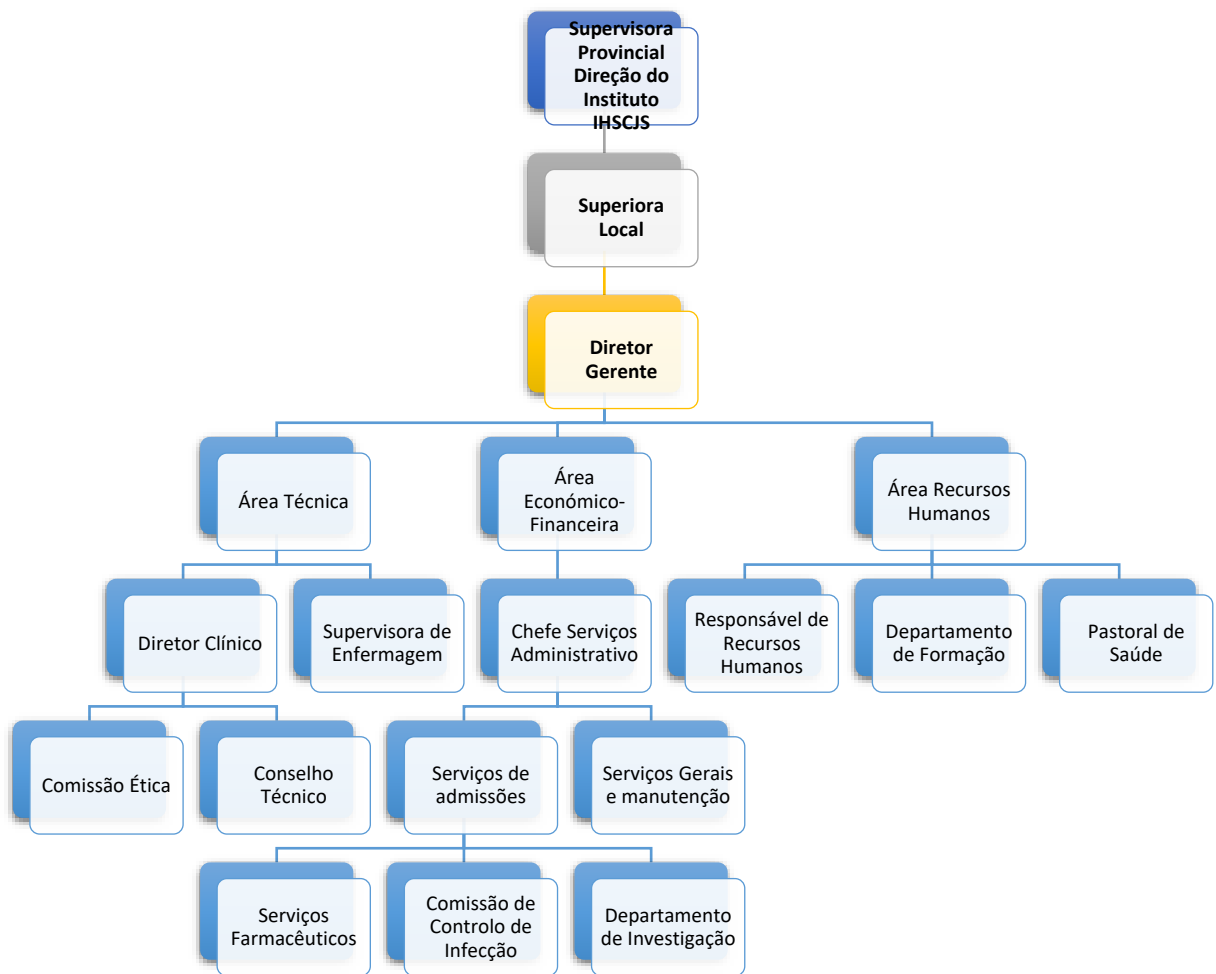 Supervisora
Provincial
Direção do
Instituto
IHSCJS
Superiora
Local
Diretor
Gerente
Área Técnica
Área
Económico-
Financeira
Área Recursos
Humanos
Diretor Clínico
Supervisora de
Enfermagem
Chefe Serviços
Administrativo
Responsável de
Recursos
Humanos
Departamento
de Formação
Pastoral de
Saúde
Comissão Ética
Conselho
Técnico
Serviços de
admissões
Serviços Gerais
e manutenção
Serviços
Farmacêuticos
Comissão de
Controlo de
Infecção
Departamento
de Investigação